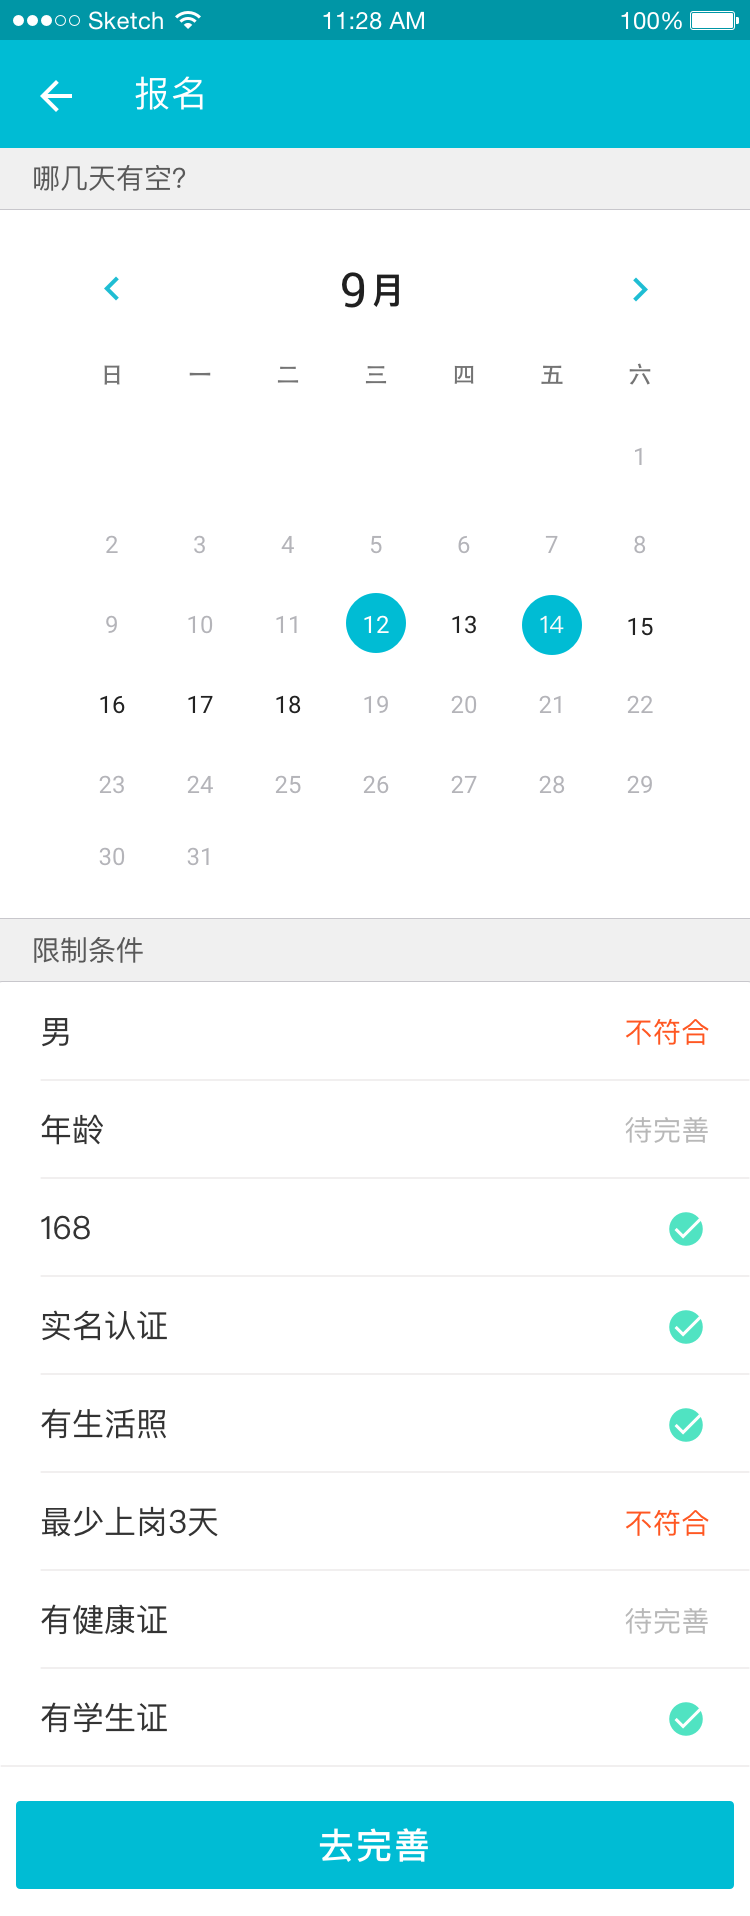 Sketch 11:28 AM 100%
报名
哪几天有空?
9月
日 一 二 三 四 五 六
1
2 3 4 5 6 7 8
9 10 11 12 13 14 15
16 17 18 19 20 21 22
23 24 25 26 27 28 29
30 31
限制条件
男 不符合
年龄 待完善
168
实名认证
有生活照
最少上岗3天 不符合
有健康证 待完善
有学生证
去完善